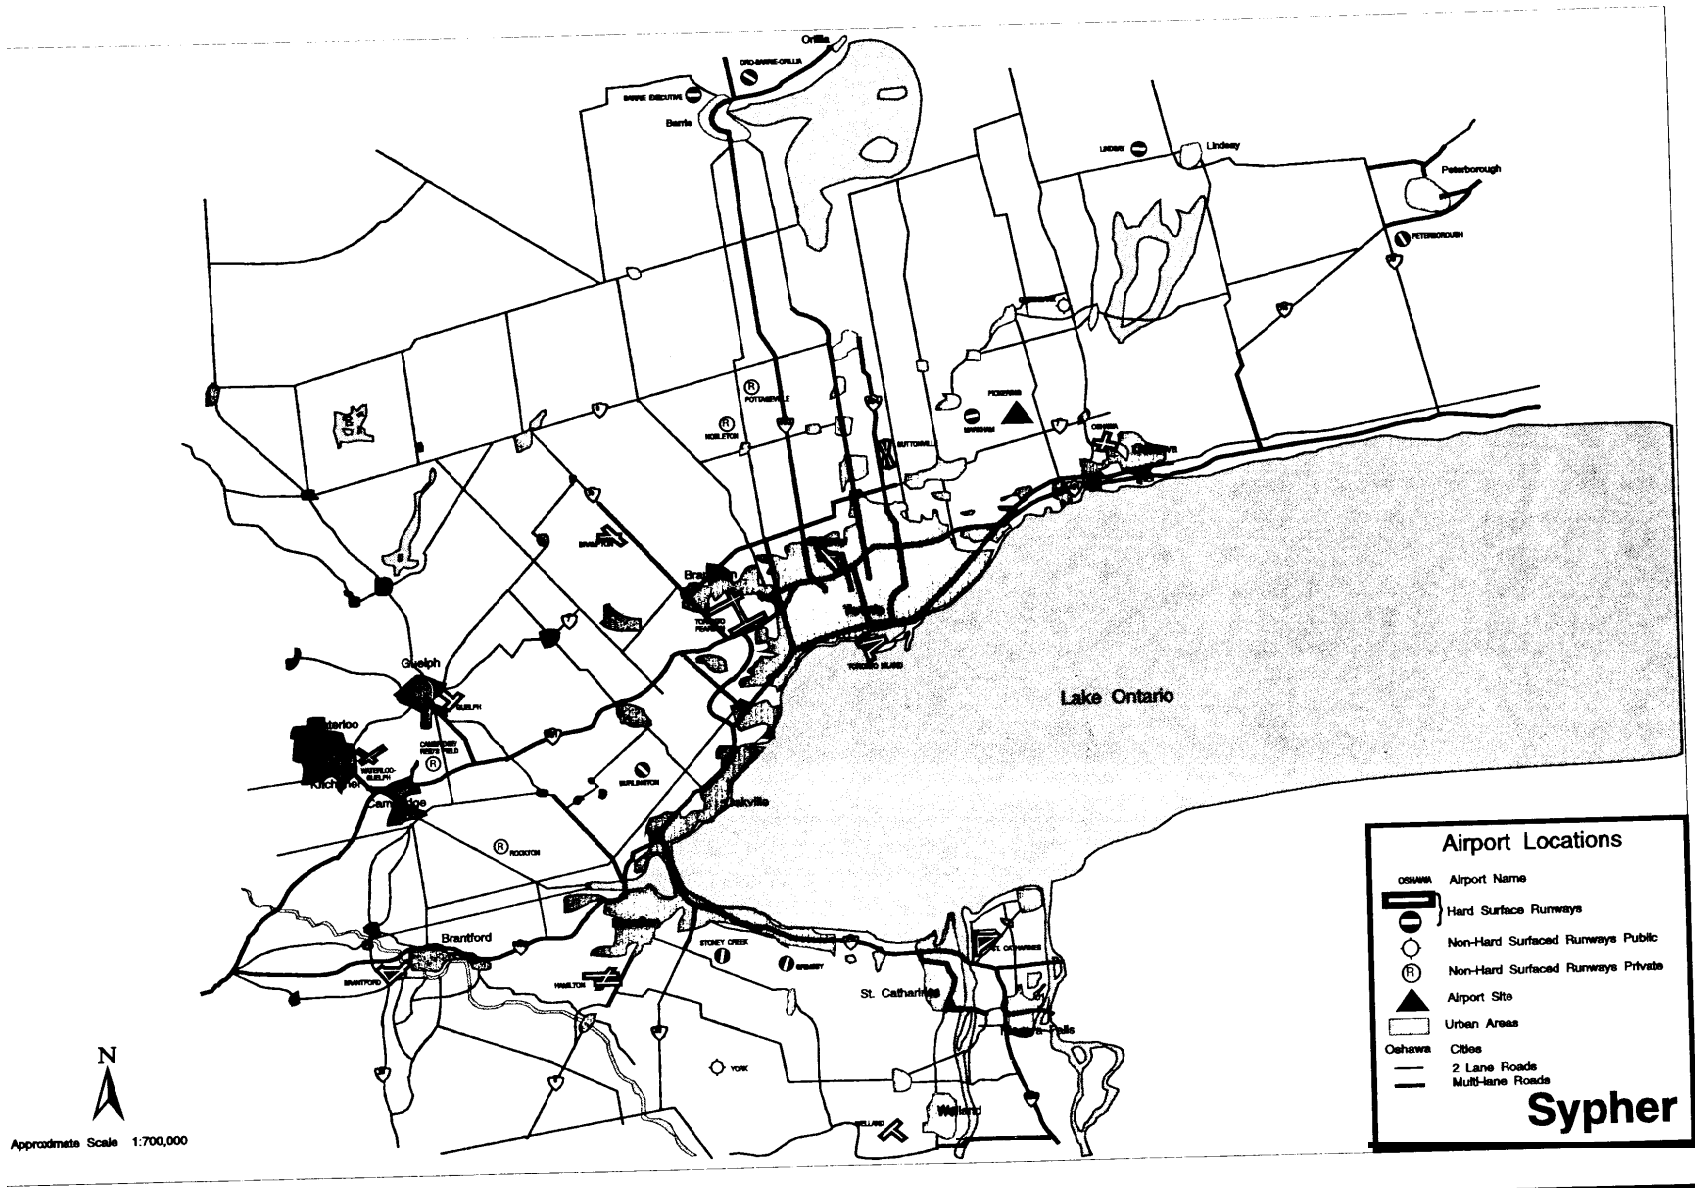 Orillia
ORO-BARRIE-ORILLIA
BARRIE EXECUTIVE
Barrie
LINDSAY
Lindsay
Peterborough
PETERBOROUGH
POTTAGEVILLE
R
NOBLETON
R
PICKERING
MARKHAM
OSHAWA
BUTTONVILLE
BRAMPTON
TORONTO
TORONTO ISLAND
Guelph
GUELPH
Lake Ontario
CAMBRIDGE
REID'S FIELD
R
WATERLOO-
GUELPH
Kitchener
BURLINGTON
Cambridge
Oakville
R
ROCKTON
Brantford
BRANTFORD
STONEY CREEK
GRIMSBY
HAMILTON
ST. CATHARINES
St. Catharines
Niagara Falls
YORK
WELLAND
Welland
N
Approximate Scale 1:700,000
Airport Locations
OSHAWA Airport Name
Hard Surface Runways
Non-Hard Surfaced Runways Public
R Non-Hard Surfaced Runways Private
Airport Site
Urban Areas
Oshawa Cities
2 Lane Roads
Multi-lane Roads
Sypher